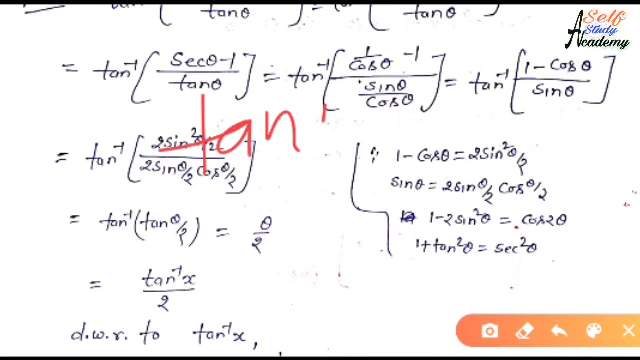 tanθ tanθ
Self Study Academy
= tan⁻¹[(secθ-1)/tanθ] = tan⁻¹[(1/cosθ -1)/(sinθ/cosθ)] = tan⁻¹[(1-cosθ)/sinθ]
tan'
= tan⁻¹[2sin²θ/2 / 2sinθ/2 cosθ/2]
∵ 1-cosθ = 2sin²θ/2
sinθ = 2sinθ/2 cosθ/2
= tan⁻¹(tanθ/2) = θ/2
1-2sin²θ = cos2θ
1+tan²θ = sec²θ
= tan⁻¹x/2
d.w.r. to tan⁻¹x,